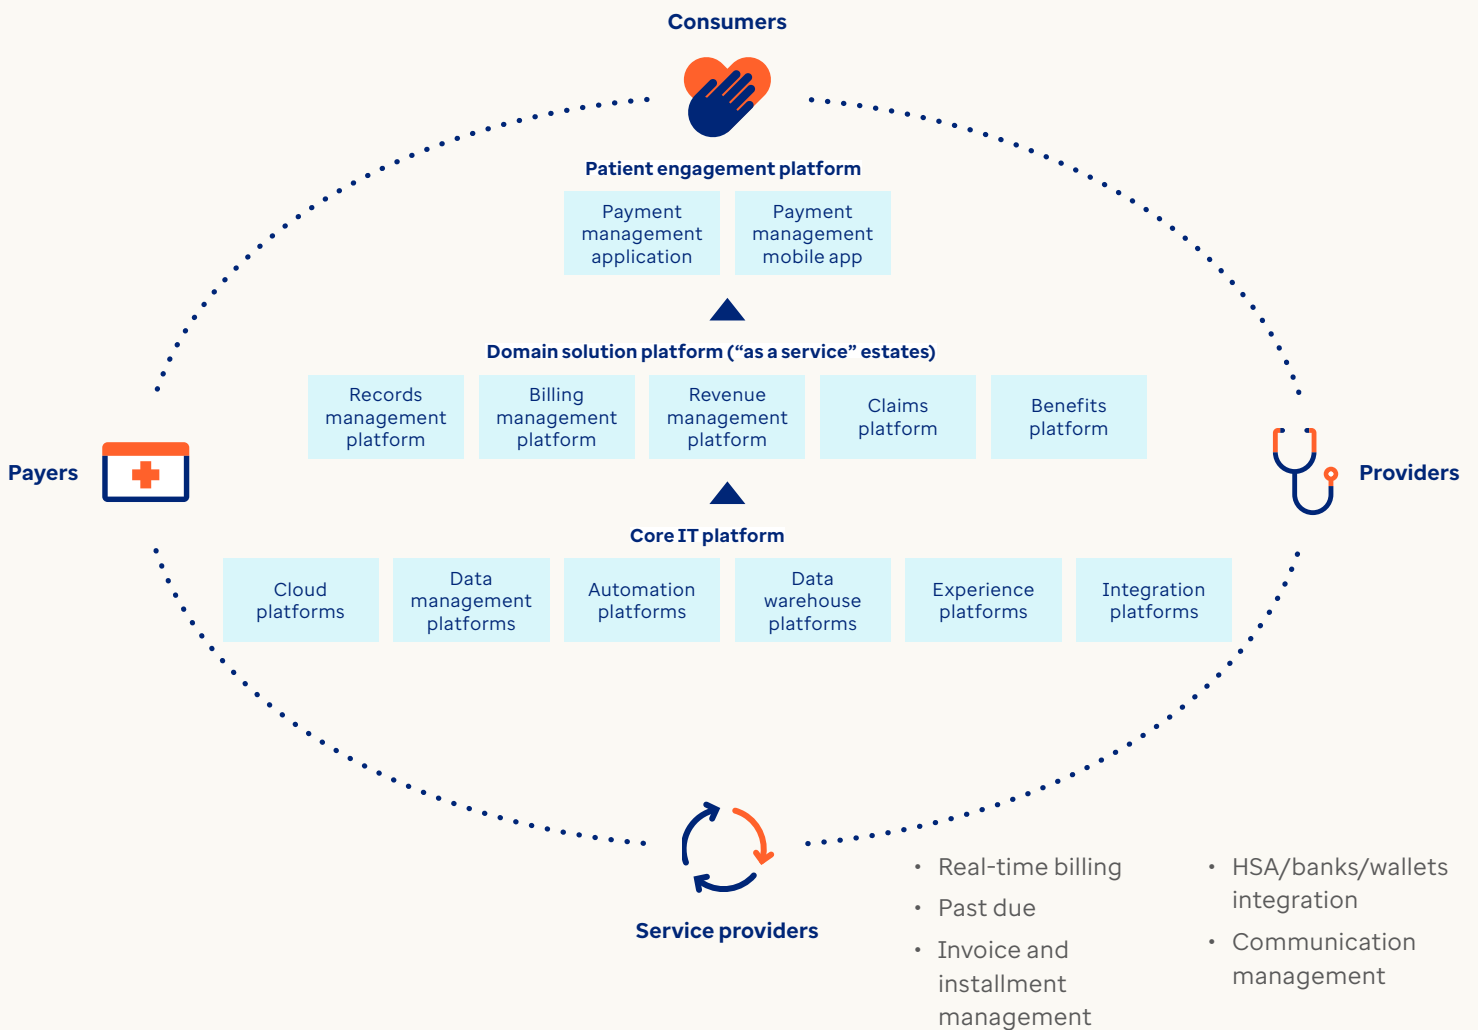 Consumers
Patient engagement platform
Payment
management
application
Payment
management
mobile app
Domain solution platform (“as a service” estates)
Records
management
platform
Billing
management
platform
Revenue
management
platform
Claims
platform
Benefits
platform
Payers
Providers
Core IT platform
Cloud
platforms
Data
management
platforms
Automation
platforms
Data
warehouse
platforms
Experience
platforms
Integration
platforms
Service providers
• Real-time billing
• Past due
• Invoice and
installment
management
• HSA/banks/wallets
integration
• Communication
management